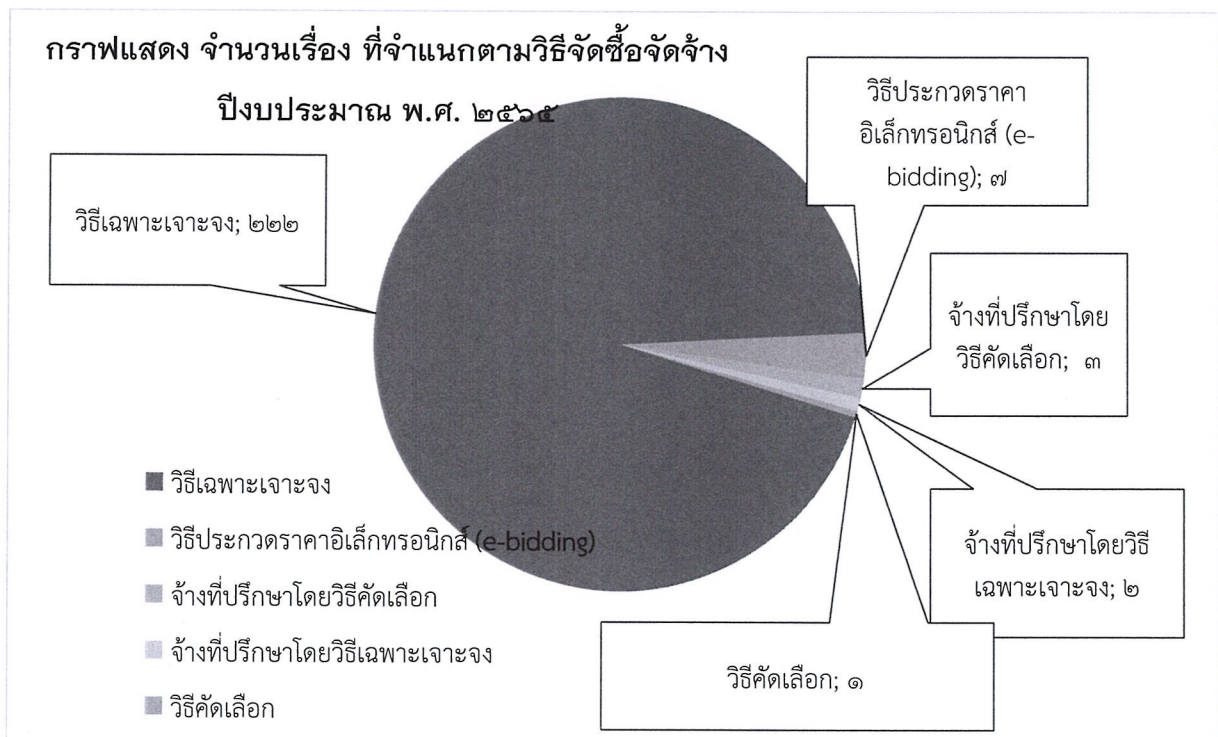 กราฟแสดง จำนวนเรื่อง ที่จำแนกตามวิธีจัดซื้อจัดจ้าง
ปีงบประมาณ พ.ศ. ๒๕๖๕
วิธีประกวดราคา
อิเล็กทรอนิกส์ (e-
bidding); ๗
วิธีเฉพาะเจาะจง; ๒๒๒
จ้างที่ปรึกษาโดย
วิธีคัดเลือก; ๓
จ้างที่ปรึกษาโดยวิธี
เฉพาะเจาะจง; ๒
วิธีคัดเลือก; ๑
วิธีเฉพาะเจาะจง
วิธีประกวดราคาอิเล็กทรอนิกส์ (e-bidding)
จ้างที่ปรึกษาโดยวิธีคัดเลือก
จ้างที่ปรึกษาโดยวิธีเฉพาะเจาะจง
วิธีคัดเลือก